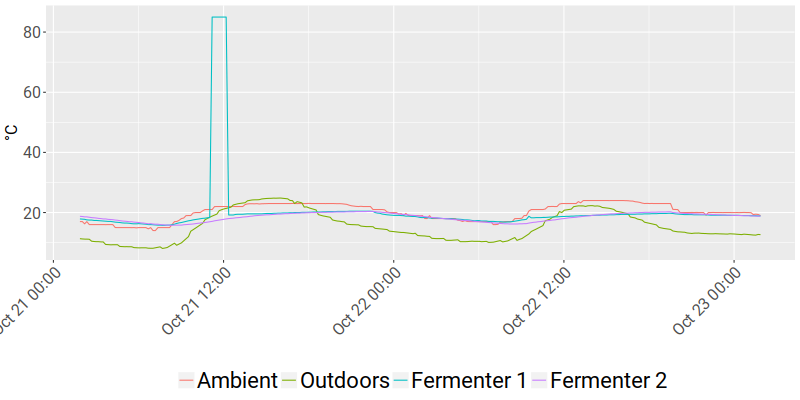 80
60
°C
40
20
Oct 21 00:00
Oct 21 12:00
Oct 22 00:00
Oct 22 12:00
Oct 23 00:00
Ambient Outdoors Fermenter 1 Fermenter 2